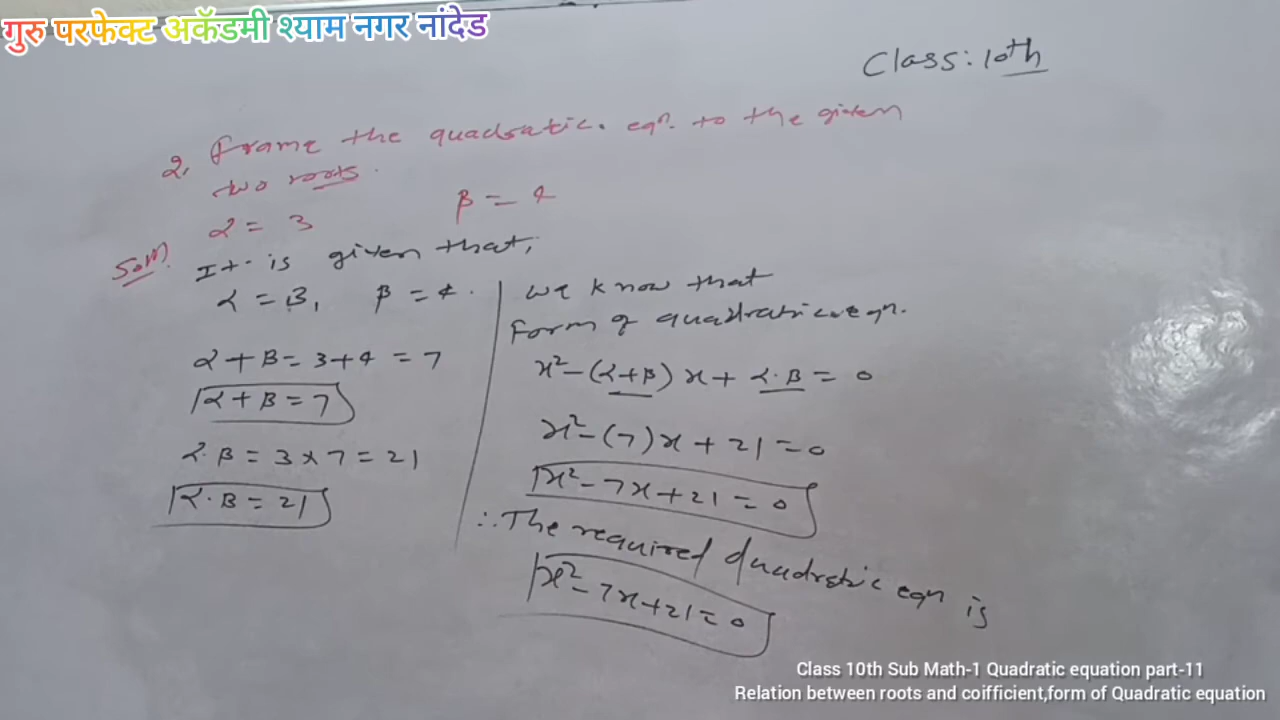 गुरु परफेक्ट अकॅडमी श्याम नगर नांदेड
Class: 10th
2. Frame the quadratic. eqn. to the given
two roots.
α = 3 β = 4
Soln. It is given that,
α = 3, β = 4.
α + β = 3 + 4 = 7
α + β = 7
α·β = 3 × 7 = 21
α·β = 21
we know that
Form of quadratic eqn.
x² - (α+β) x + α·β = 0
x² - (7)x + 21 = 0
x² - 7x + 21 = 0
∴ The required quadratic eqn is
x² - 7x + 21 = 0
Class 10th Sub Math-1 Quadratic equation part-11
Relation between roots and coifficient,form of Quadratic equation